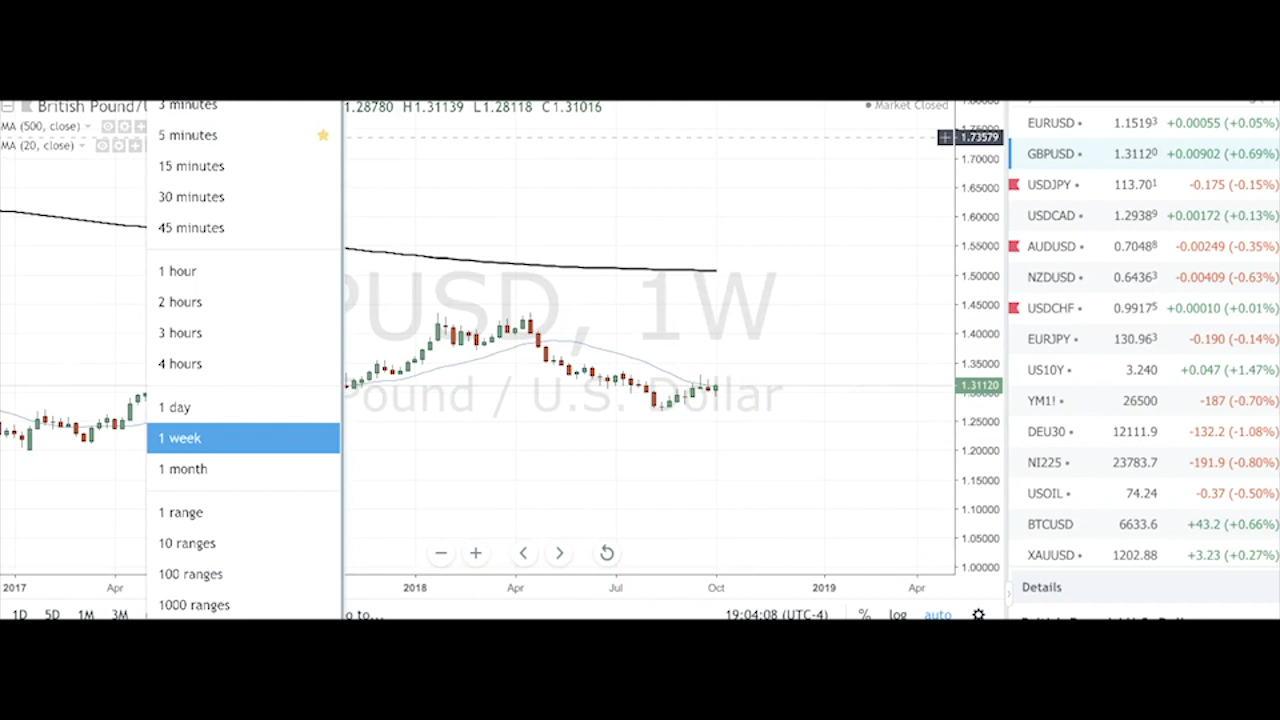 British Pound/U
1.28780 H1.31139 L1.28118 C1.31016
Market Closed
MA (500, close)
MA (20, close)
3 minutes
5 minutes
15 minutes
30 minutes
45 minutes
1 hour
2 hours
3 hours
4 hours
1 day
1 week
1 month
1 range
10 ranges
100 ranges
1000 ranges
PUSD, 1W
Pound / U.S. Dollar
1.73579
1.70000
1.65000
1.60000
1.55000
1.50000
1.45000
1.40000
1.35000
1.31120
1.25000
1.20000
1.15000
1.10000
1.05000
1.00000
2017 Apr 2018 Apr Jul Oct 2019 Apr
1D 5D 1M 3M o to... 19:04:08 (UTC-4) % log auto
EURUSD 1.15193 +0.00055 (+0.05%)
GBPUSD 1.31120 +0.00902 (+0.69%)
USDJPY 113.701 -0.175 (-0.15%)
USDCAD 1.29389 +0.00172 (+0.13%)
AUDUSD 0.70488 -0.00249 (-0.35%)
NZDUSD 0.64363 -0.00409 (-0.63%)
USDCHF 0.99175 +0.00010 (+0.01%)
EURJPY 130.963 -0.190 (-0.14%)
US10Y 3.240 +0.047 (+1.47%)
YM1! 26500 -187 (-0.70%)
DEU30 12111.9 -132.2 (-1.08%)
NI225 23783.7 -191.9 (-0.80%)
USOIL 74.24 -0.37 (-0.50%)
BTCUSD 6633.6 +43.2 (+0.66%)
XAUUSD 1202.88 +3.23 (+0.27%)
Details